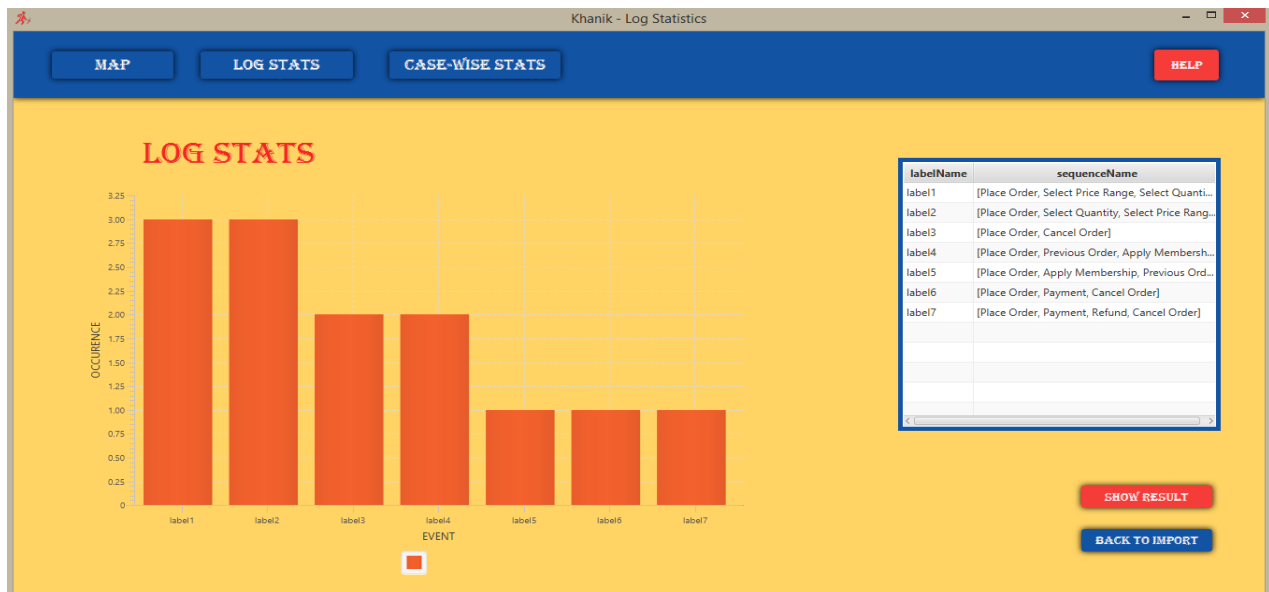 Khanik - Log Statistics
MAP
LOG STATS
CASE-WISE STATS
HELP
LOG STATS
3.25
3.00
2.75
2.50
2.25
2.00
1.75
1.50
1.25
1.00
0.75
0.50
0.25
0
OCCURENCE
label1
label2
label3
label4
label5
label6
label7
EVENT
labelName sequenceName
label1 [Place Order, Select Price Range, Select Quanti...
label2 [Place Order, Select Quantity, Select Price Rang...
label3 [Place Order, Cancel Order]
label4 [Place Order, Previous Order, Apply Membersh...
label5 [Place Order, Apply Membership, Previous Ord...
label6 [Place Order, Payment, Cancel Order]
label7 [Place Order, Payment, Refund, Cancel Order]
SHOW RESULT
BACK TO IMPORT